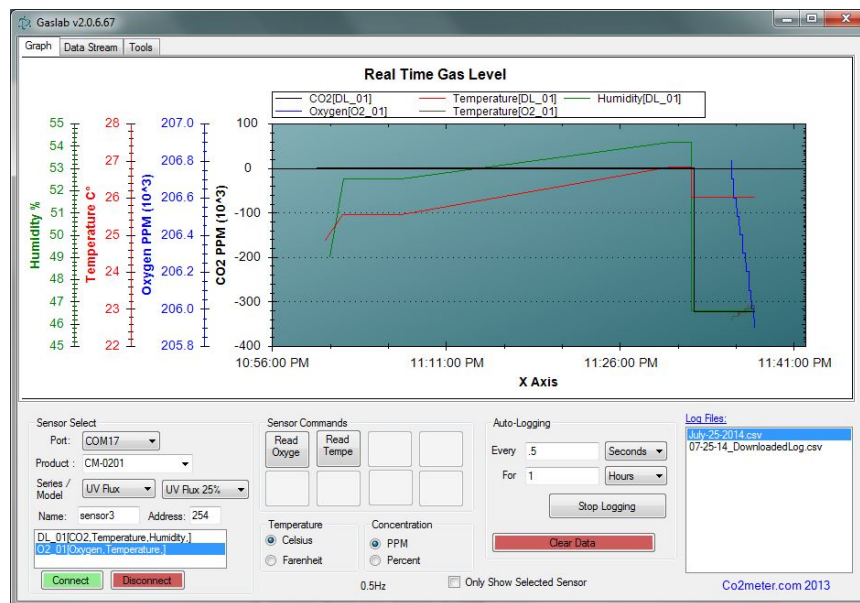 Gaslab v2.0.6.67
Graph Data Stream Tools
Real Time Gas Level
CO2[DL_01] Temperature[DL_01] Humidity[DL_01]
Oxygen[O2_01] Temperature[O2_01]
Humidity %
55
54
53
52
51
50
49
48
47
46
45
Temperature C°
28
27
26
25
24
23
22
Oxygen PPM (10^3)
207.0
206.8
206.6
206.4
206.2
206.0
205.8
CO2 PPM (10^3)
100
0
-100
-200
-300
-400
10:56:00 PM 11:11:00 PM 11:26:00 PM 11:41:00 PM
X Axis
Sensor Select
Port: COM17
Product : CM-0201
Series / Model UV Flux UV Flux 25%
Name: sensor3 Address: 254
DL_01[CO2,Temperature,Humidity,]
O2_01[Oxygen,Temperature,]
Connect Disconnect
Sensor Commands
Read Oxyge
Read Tempe
Temperature
Celsius
Farenheit
Concentration
PPM
Percent
0.5Hz
Auto-Logging
Every .5 Seconds
For 1 Hours
Stop Logging
Clear Data
Only Show Selected Sensor
Log Files:
July-25-2014.csv
07-25-14_DownloadedLog.csv
Co2meter.com 2013